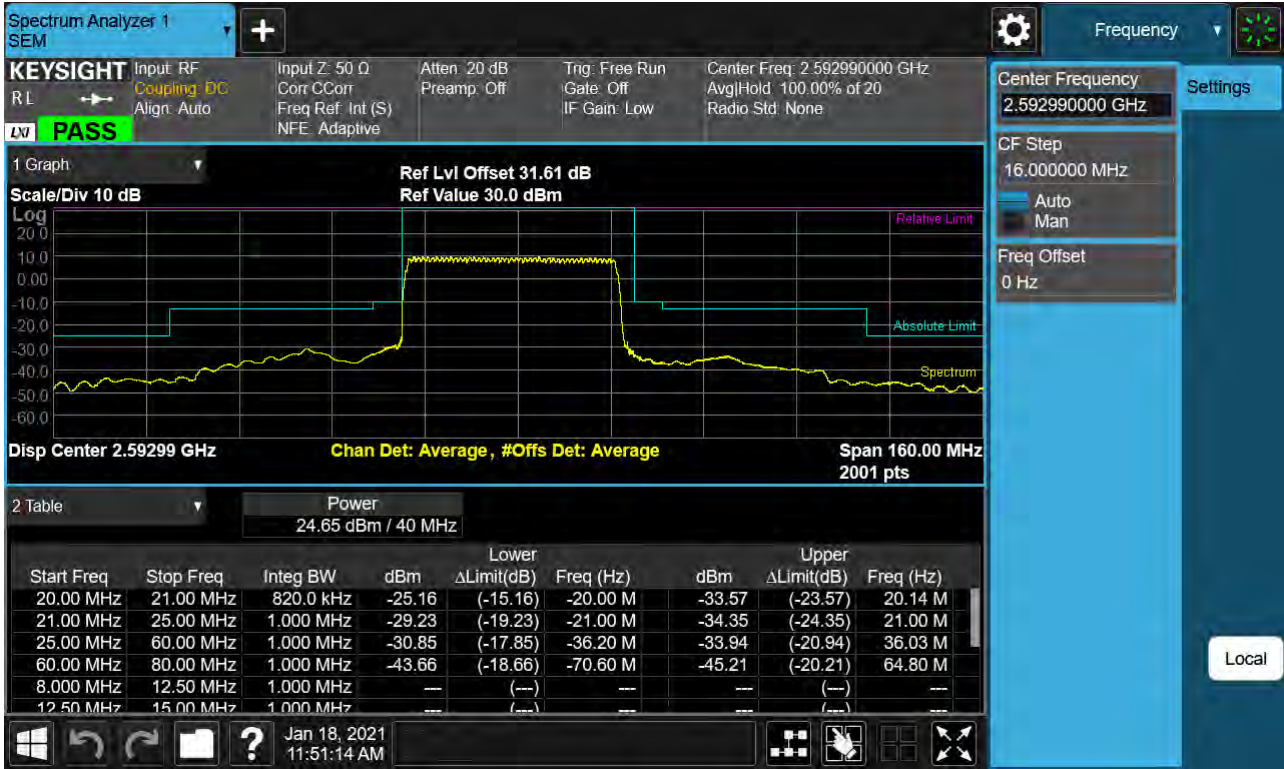 Spectrum Analyzer 1
SEM
Frequency
KEYSIGHT
R L
LXI
PASS
Input: RF
Coupling: DC
Align: Auto
Input Z: 50 Ω
Corr CCorr
Freq Ref: Int (S)
NFE: Adaptive
Atten: 20 dB
Preamp: Off
Trig: Free Run
Gate: Off
IF Gain: Low
Center Freq: 2.592990000 GHz
Avg|Hold: 100.00% of 20
Radio Std: None
Center Frequency
2.592990000 GHz
Settings
CF Step
16.000000 MHz
Auto
Man
Freq Offset
0 Hz
Local
1 Graph
Scale/Div 10 dB
Ref Lvl Offset 31.61 dB
Ref Value 30.0 dBm
Log
20.0
10.0
0.00
-10.0
-20.0
-30.0
-40.0
-50.0
-60.0
Relative Limit
Absolute Limit
Spectrum
Disp Center 2.59299 GHz
Chan Det: Average, #Offs Det: Average
Span 160.00 MHz
2001 pts
2 Table
Power
24.65 dBm / 40 MHz
Lower Upper
Start Freq Stop Freq Integ BW dBm ΔLimit(dB) Freq (Hz) dBm ΔLimit(dB) Freq (Hz)
20.00 MHz 21.00 MHz 820.0 kHz -25.16 (-15.16) -20.00 M -33.57 (-23.57) 20.14 M
21.00 MHz 25.00 MHz 1.000 MHz -29.23 (-19.23) -21.00 M -34.35 (-24.35) 21.00 M
25.00 MHz 60.00 MHz 1.000 MHz -30.85 (-17.85) -36.20 M -33.94 (-20.94) 36.03 M
60.00 MHz 80.00 MHz 1.000 MHz -43.66 (-18.66) -70.60 M -45.21 (-20.21) 64.80 M
8.000 MHz 12.50 MHz 1.000 MHz --- (---) --- --- (---) ---
12.50 MHz 15.00 MHz 1.000 MHz --- (---) --- --- (---) ---
Jan 18, 2021
11:51:14 AM